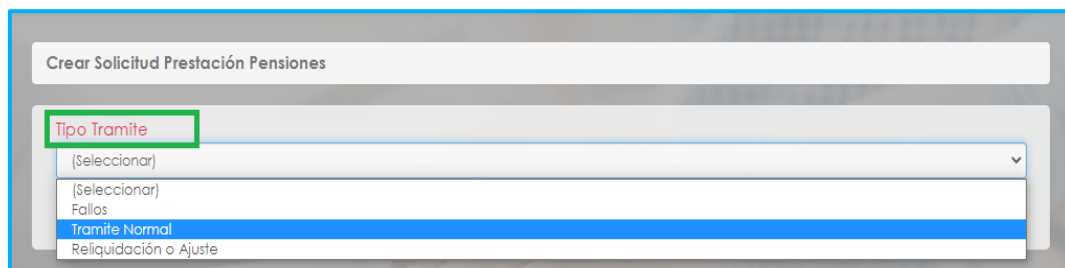 Crear Solicitud Prestación Pensiones
Tipo Tramite
(Seleccionar)
(Seleccionar)
Fallos
Tramite Normal
Reliquidación o Ajuste